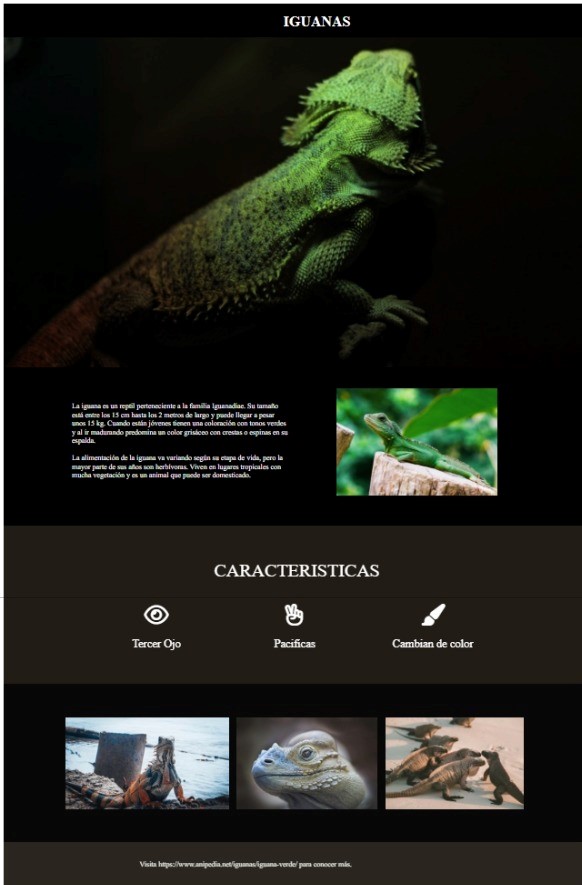 IGUANAS
La iguana es un reptil perteneciente a la familia Iguanadiae. Su tamaño
está entre los 15 cm hasta los 2 metros de largo y puede llegar a pesar
unos 15 kg. Cuando están jóvenes tienen una coloración con tonos verdes
y al ir madurando predomina un color grisáceo con crestas o espinas en su
espalda.
La alimentación de la iguana va variando según su etapa de vida, pero la
mayor parte de sus años son herbívoras. Viven en lugares tropicales con
mucha vegetación y es un animal que puede ser domesticado.
CARACTERISTICAS
Tercer Ojo
Pacificas
Cambian de color
Visita https://www.anipedia.net/iguanas/iguana-verde/ para conocer más.